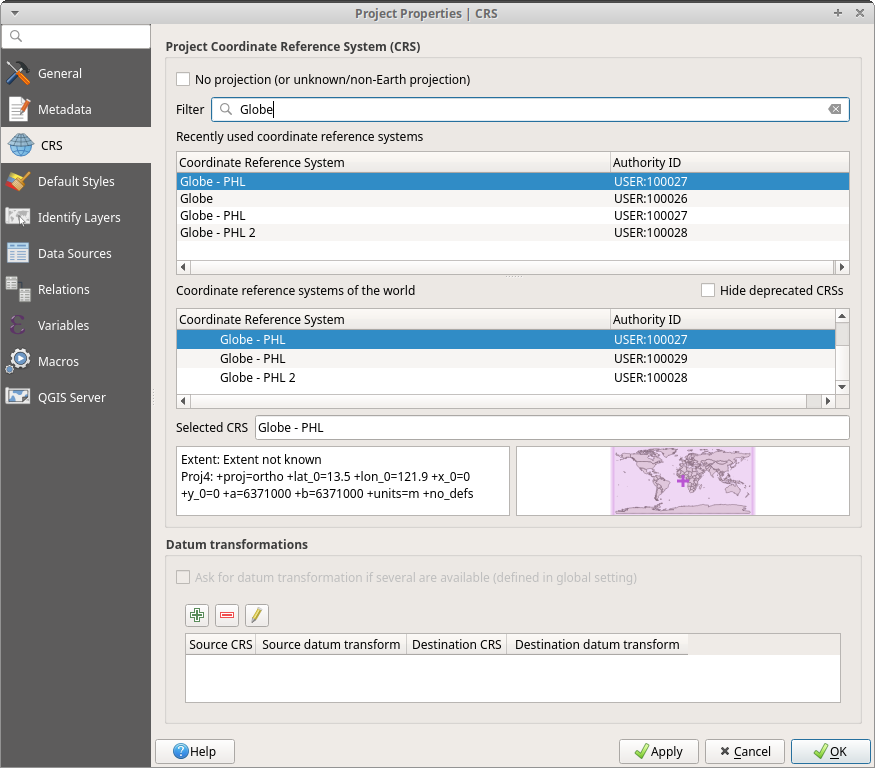 Project Properties | CRS
General
Metadata
CRS
Default Styles
Identify Layers
Data Sources
Relations
Variables
Macros
QGIS Server
Project Coordinate Reference System (CRS)
No projection (or unknown/non-Earth projection)
Filter Globe
Recently used coordinate reference systems
Coordinate Reference System Authority ID
Globe - PHL USER:100027
Globe USER:100026
Globe - PHL USER:100027
Globe - PHL 2 USER:100028
Coordinate reference systems of the world Hide deprecated CRSs
Coordinate Reference System Authority ID
Globe - PHL USER:100027
Globe - PHL USER:100029
Globe - PHL 2 USER:100028
Selected CRS Globe - PHL
Extent: Extent not known
Proj4: +proj=ortho +lat_0=13.5 +lon_0=121.9 +x_0=0
+y_0=0 +a=6371000 +b=6371000 +units=m +no_defs
Datum transformations
Ask for datum transformation if several are available (defined in global setting)
Source CRS Source datum transform Destination CRS Destination datum transform
Help Apply Cancel OK